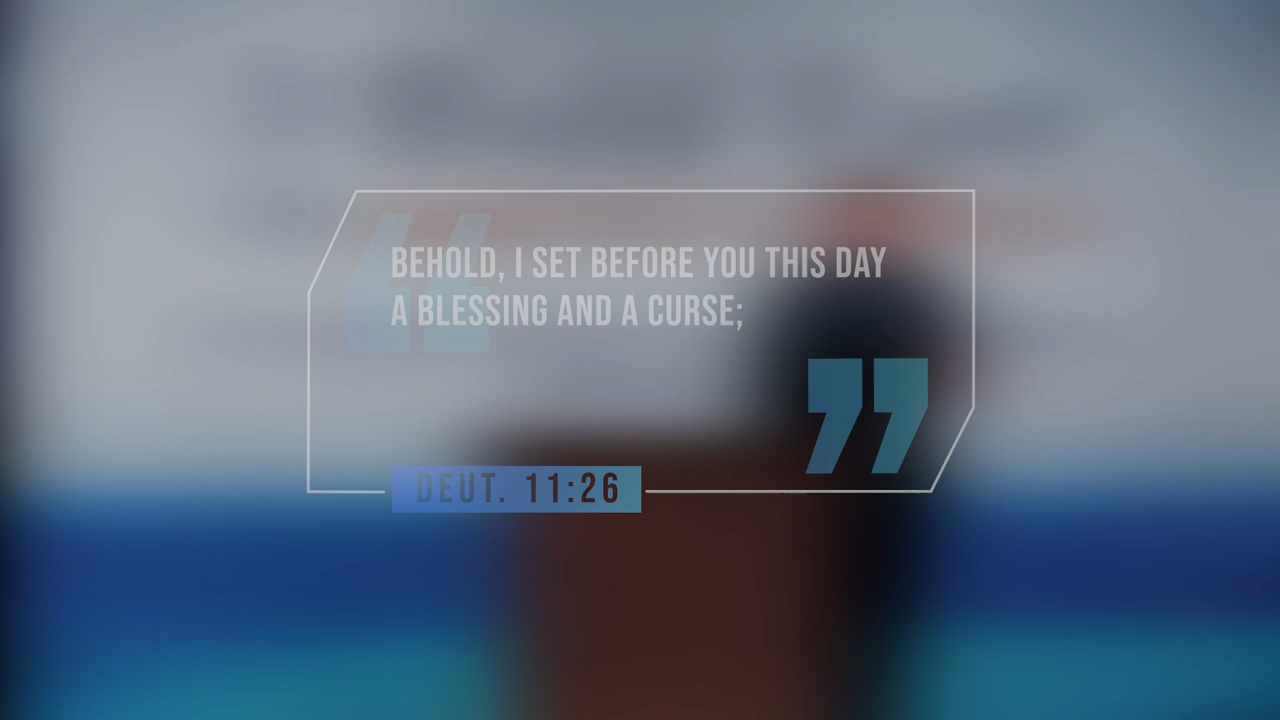 BEHOLD, I SET BEFORE YOU THIS DAY
A BLESSING AND A CURSE;
DEUT. 11:26